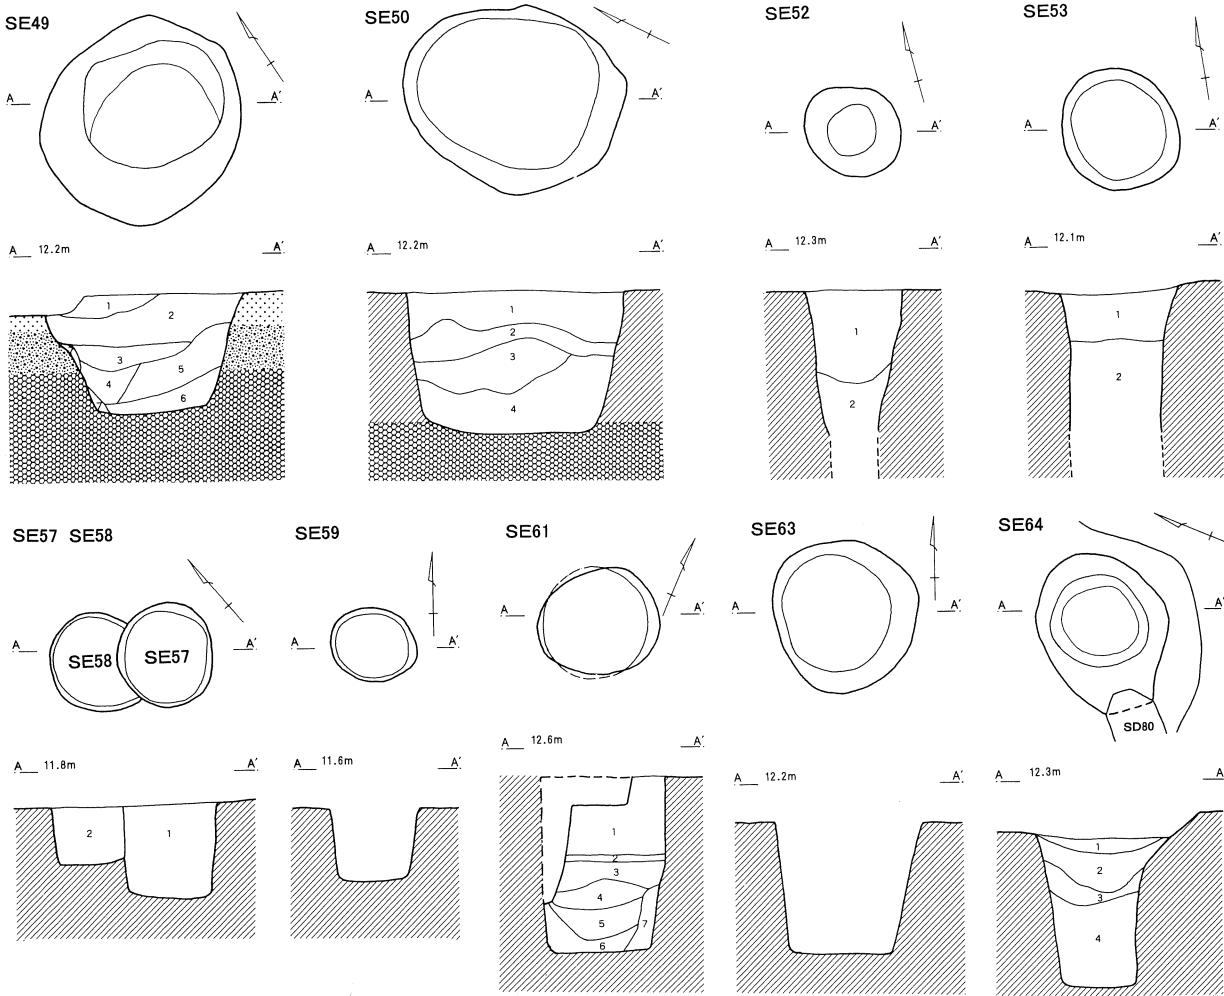 SE49
A A'
A 12.2m A'
1
2
3
4
5
6
7
SE50
A A'
A 12.2m A'
1
2
3
4
SE52
A A'
A 12.3m A'
1
2
SE53
A A'
A 12.1m A'
1
2
SE57 SE58
A A'
SE58 SE57
A 11.8m A'
2 1
SE59
A A'
A 11.6m A'
SE61
A A'
A 12.6m A'
1
2
3
4
5 7
6
SE63
A A'
A 12.2m A'
SE64
A A'
SD80
A 12.3m A
1
2
3
4